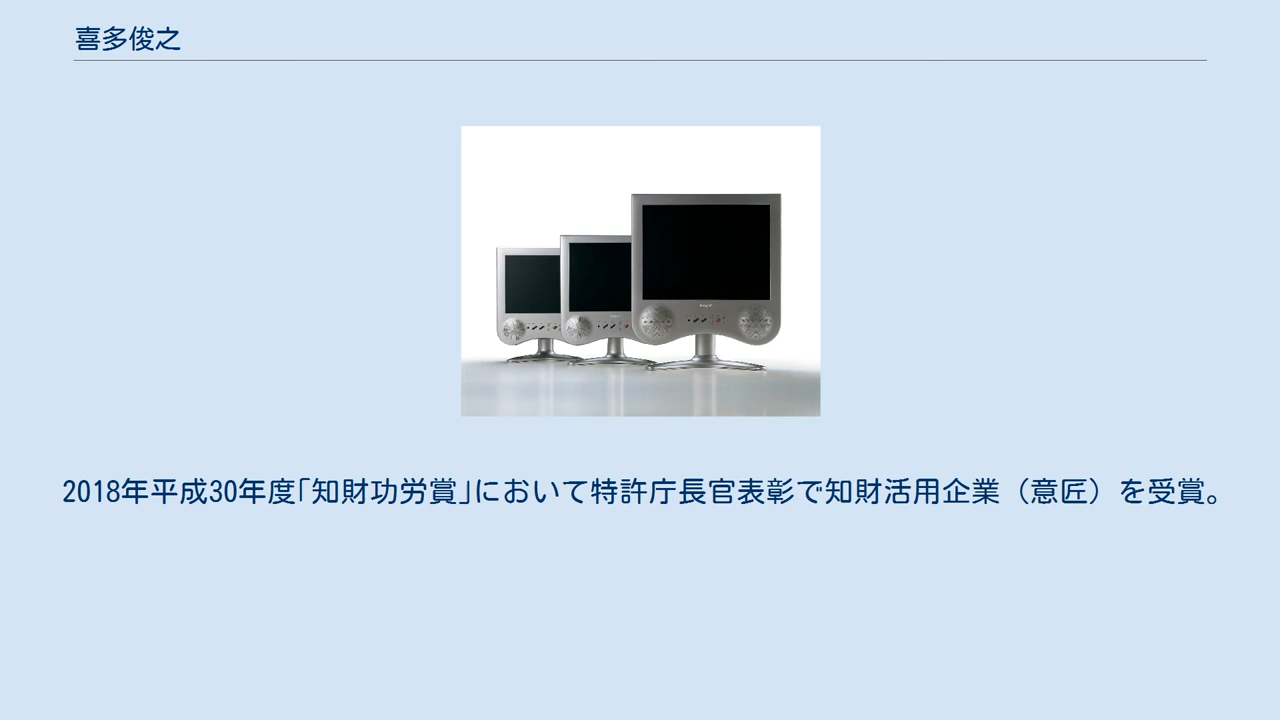 喜多俊之
2018年平成30年度｢知財功労賞｣において特許庁長官表彰で知財活用企業（意匠）を受賞。